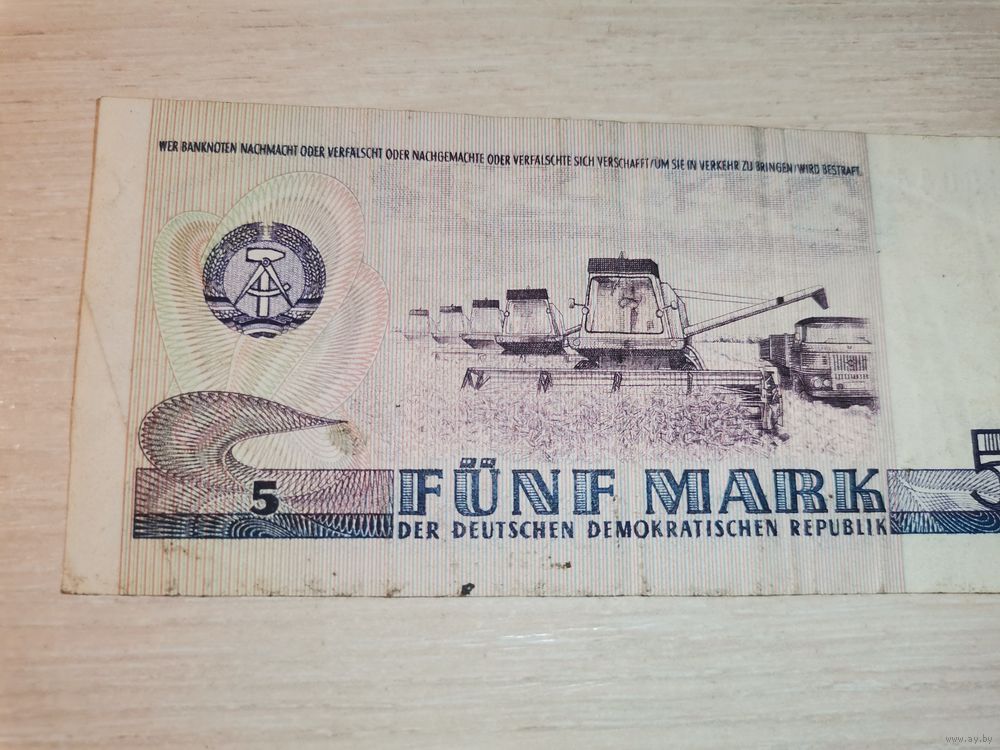 WER BANKNOTEN NACHMACHT ODER VERFÄLSCHT ODER NACHGEMACHTE ODER VERFÄLSCHTE SICH VERSCHAFFT/UM SIE IN VERKEHR ZU BRINGEN/WIRD BESTRAFT.
5
FÜNF MARK
5
DER DEUTSCHEN DEMOKRATISCHEN REPUBLIK
www.ay.by